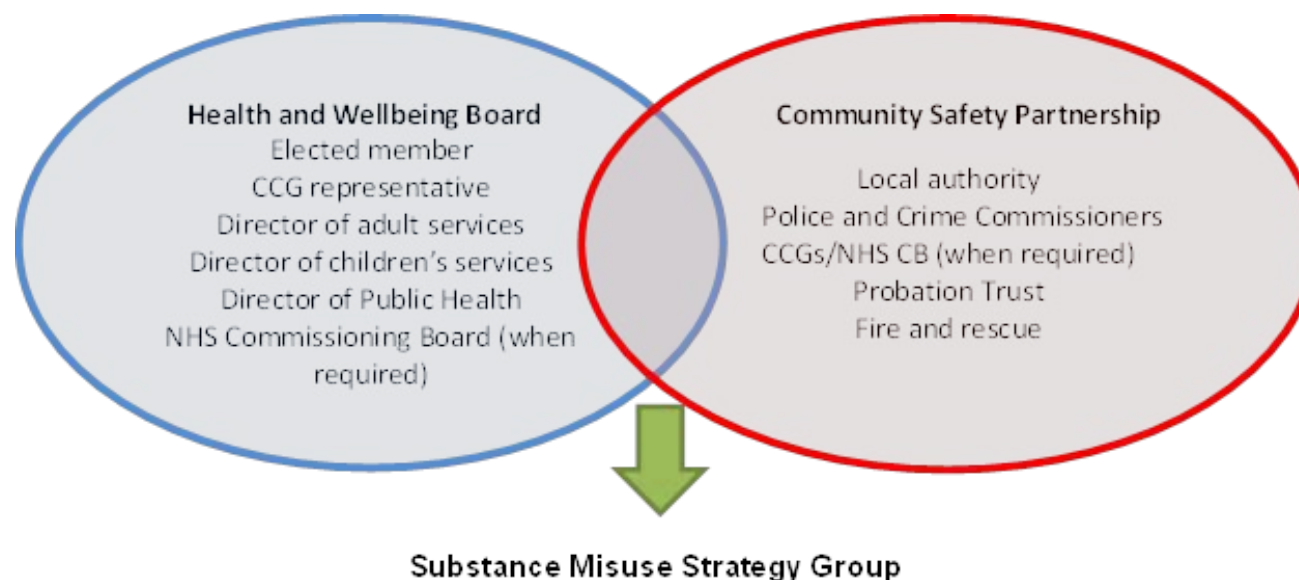 Health and Wellbeing Board
Elected member
CCG representative
Director of adult services
Director of children's services
Director of Public Health
NHS Commissioning Board (when
required)
Community Safety Partnership
Local authority
Police and Crime Commissioners
CCGs/NHS CB (when required)
Probation Trust
Fire and rescue
Substance Misuse Strategy Group